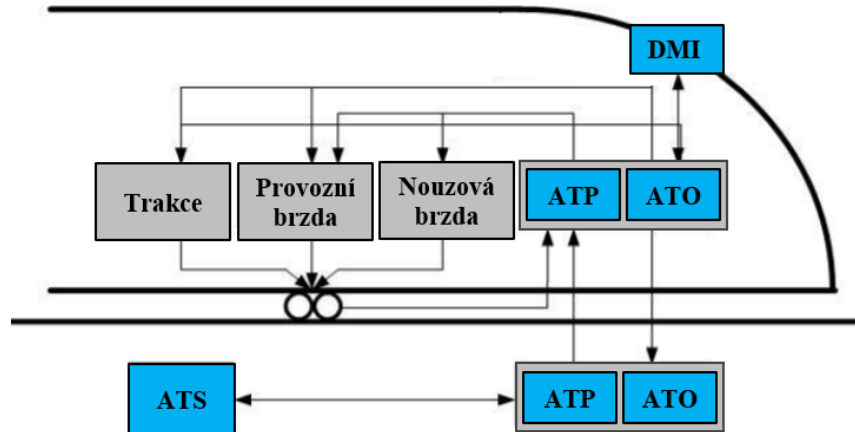 DMI
Trakce
Provozní
brzda
Nouzová
brzda
ATP
ATO
ATS
ATP
ATO